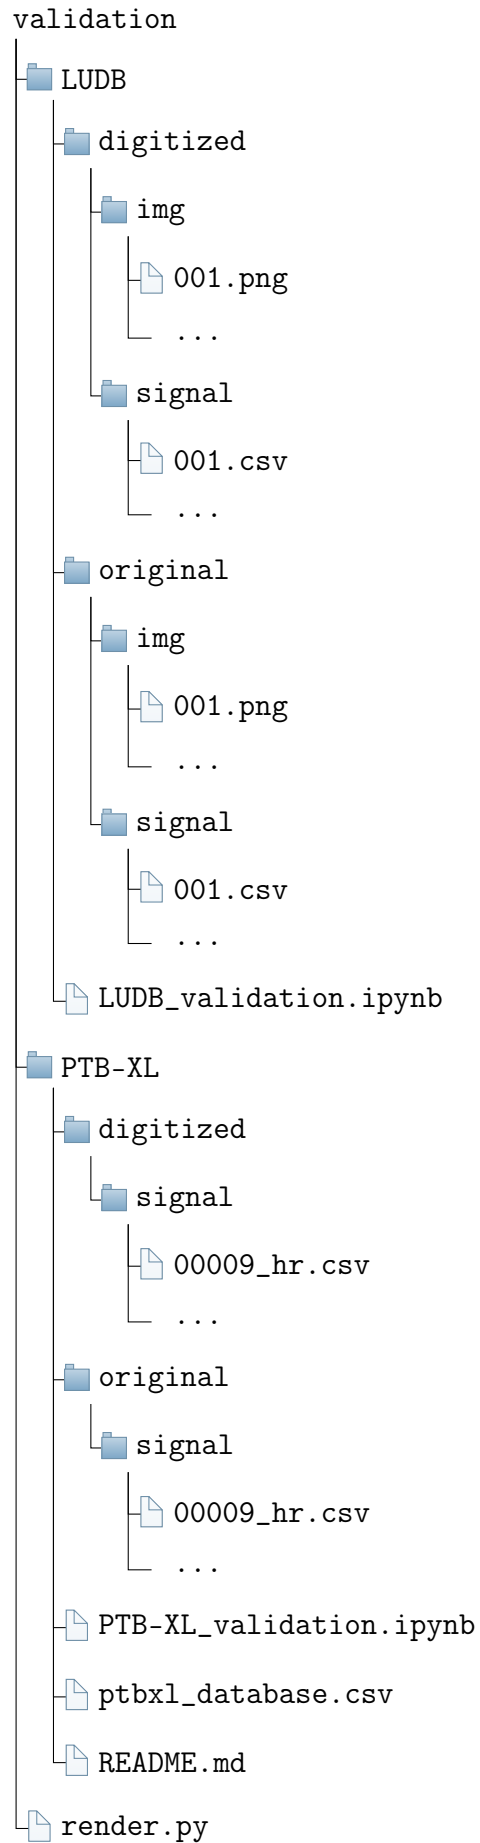 validation
LUDB
digitized
img
001.png
...
signal
001.csv
...
original
img
001.png
...
signal
001.csv
...
LUDB_validation.ipynb
PTB-XL
digitized
signal
00009_hr.csv
...
original
signal
00009_hr.csv
...
PTB-XL_validation.ipynb
ptbxl_database.csv
README.md
render.py